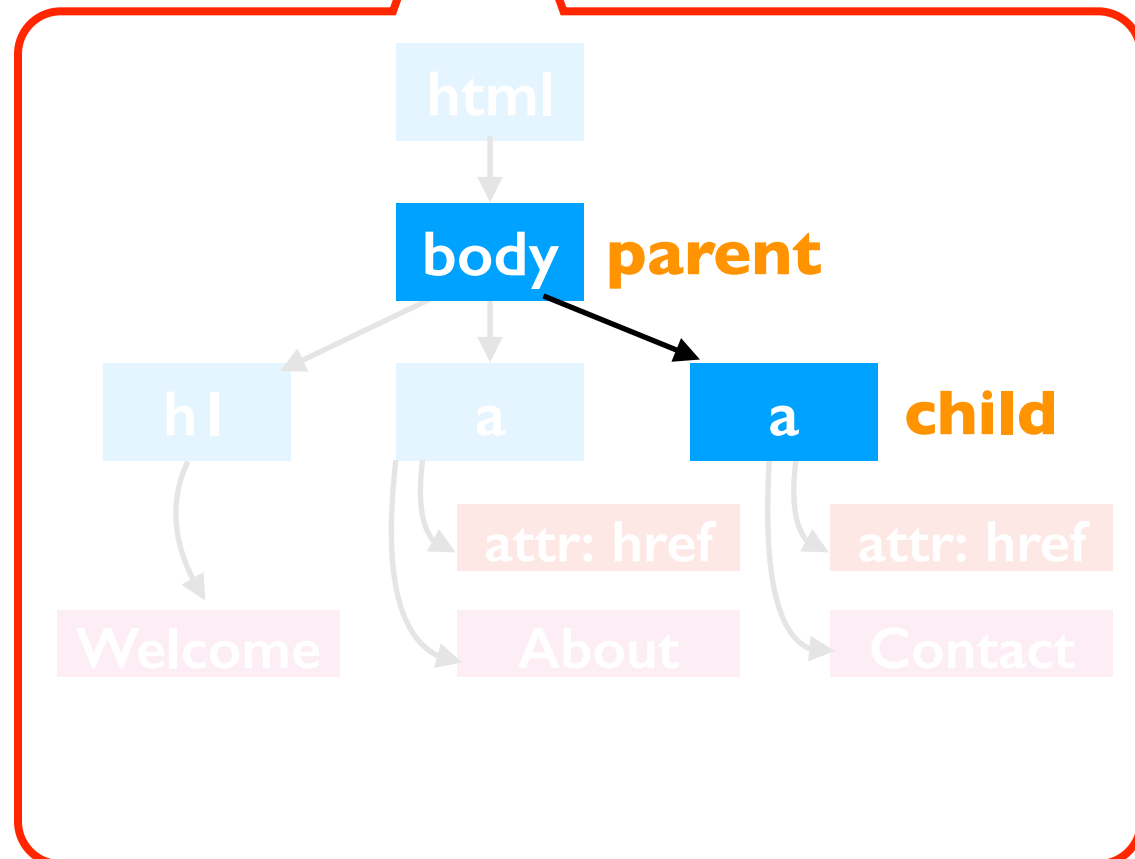 html
body parent
h1 a a child
attr: href attr: href
Welcome About Contact